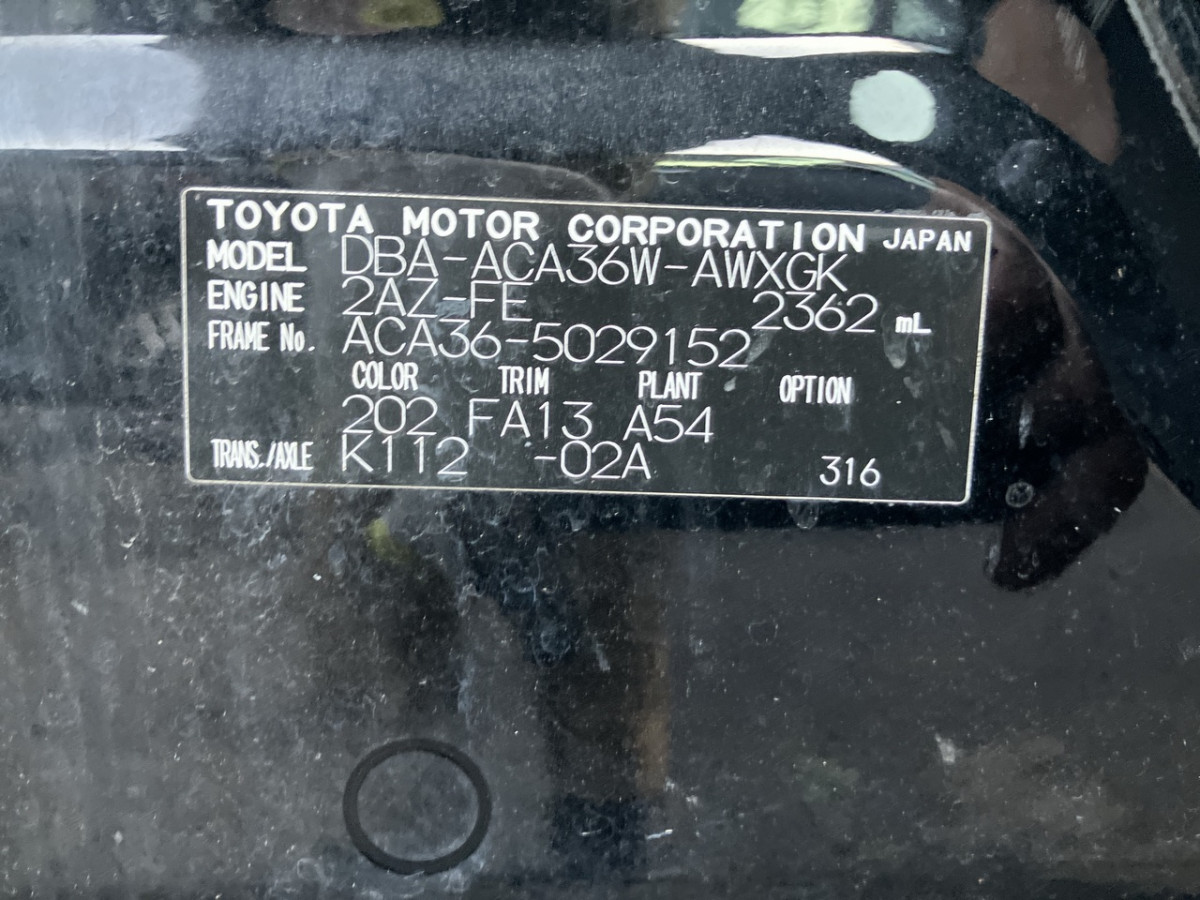 TOYOTA MOTOR CORPORATION JAPAN
MODEL DBA-ACA36W-AWXGK
ENGINE 2AZ-FE 2362 mL
FRAME No. ACA36-5029152
COLOR TRIM PLANT OPTION
202 FA13 A54
TRANS./AXLE K112 -02A 316